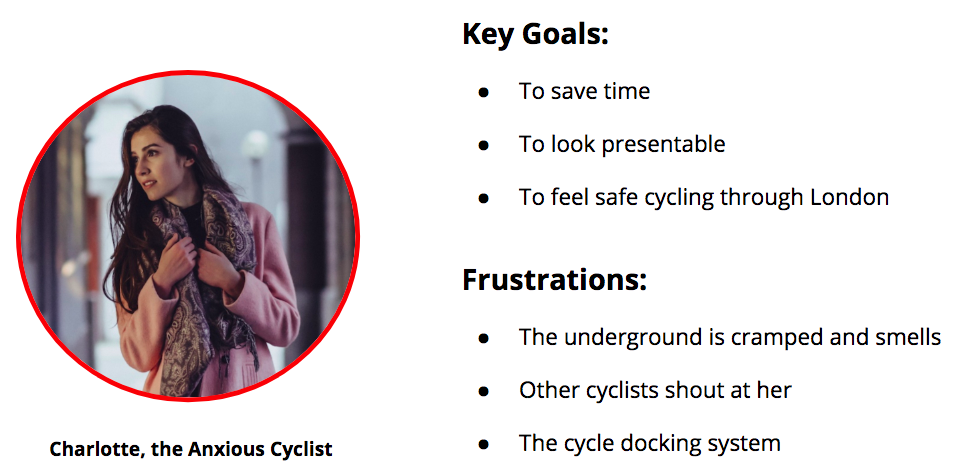 Key Goals:
● To save time
● To look presentable
● To feel safe cycling through London
Frustrations:
● The underground is cramped and smells
● Other cyclists shout at her
● The cycle docking system
Charlotte, the Anxious Cyclist